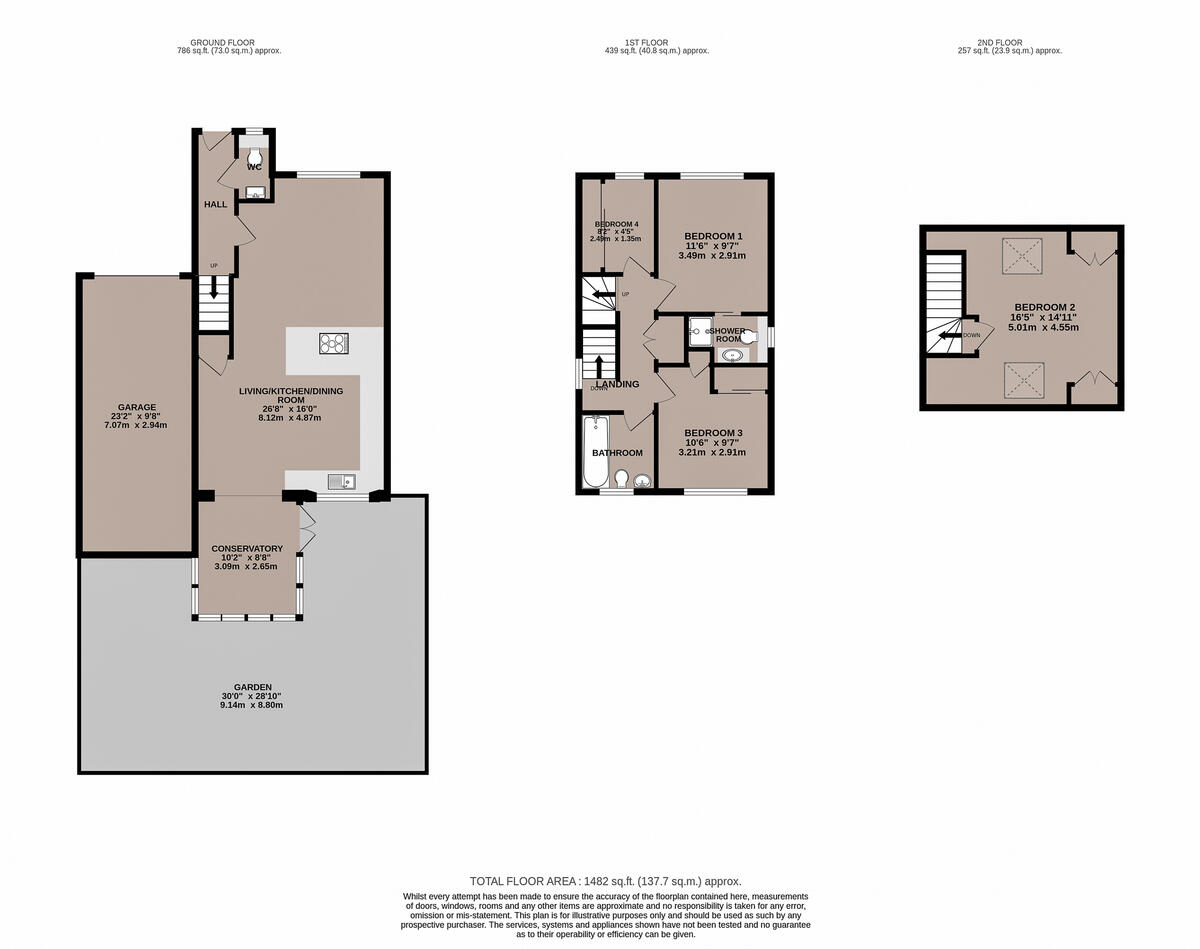 GROUND FLOOR
786 sq.ft. (73.0 sq.m.) approx.
1ST FLOOR
439 sq.ft. (40.8 sq.m.) approx.
2ND FLOOR
257 sq.ft. (23.9 sq.m.) approx.
WC
HALL
UP
LIVING/KITCHEN/DINING
ROOM
26'8" x 16'0"
8.12m x 4.87m
GARAGE
23'2" x 9'8"
7.07m x 2.94m
CONSERVATORY
10'2" x 8'8"
3.09m x 2.65m
GARDEN
30'0" x 28'10"
9.14m x 8.80m
BEDROOM 4
8'2" x 4'5"
2.49m x 1.35m
BEDROOM 1
11'6" x 9'7"
3.49m x 2.91m
UP
SHOWER
ROOM
LANDING
DOWN
BEDROOM 3
10'6" x 9'7"
3.21m x 2.91m
BATHROOM
BEDROOM 2
16'5" x 14'11"
5.01m x 4.55m
DOWN
TOTAL FLOOR AREA : 1482 sq.ft. (137.7 sq.m.) approx.
Whilst every attempt has been made to ensure the accuracy of the floorplan contained here, measurements
of doors, windows, rooms and any other items are approximate and no responsibility is taken for any error,
omission or mis-statement. This plan is for illustrative purposes only and should be used as such by any
prospective purchaser. The services, systems and appliances shown have not been tested and no guarantee
as to their operability or efficiency can be given.